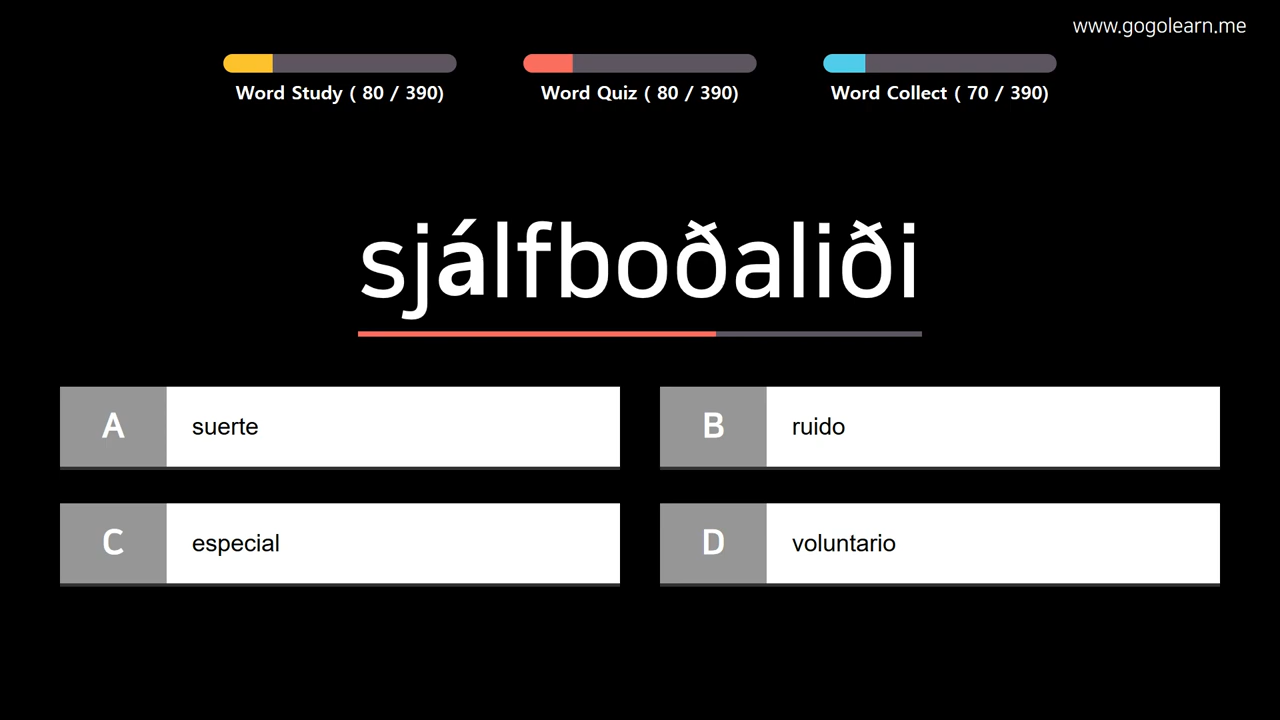 www.gogolearn.me
Word Study ( 80 / 390)
Word Quiz ( 80 / 390)
Word Collect ( 70 / 390)
sjálfboðaliði
A suerte
B ruido
C especial
D voluntario